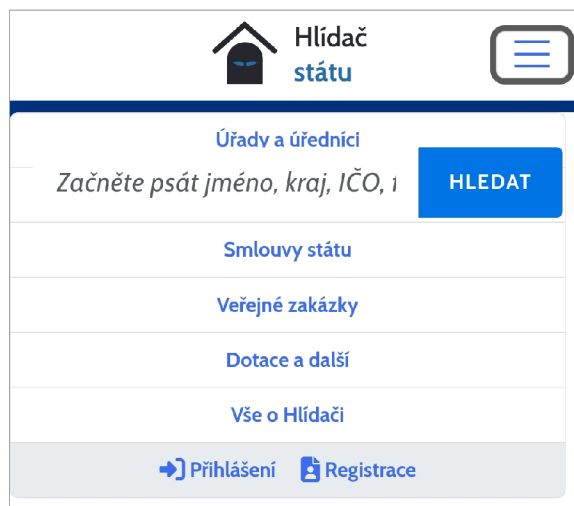 Hlídač
státu
Úřady a úředníci
Začněte psát jméno, kraj, IČO,
HLEDAT
Smlouvy státu
Veřejné zakázky
Dotace a další
Vše o Hlídači
Přihlášení
Registrace